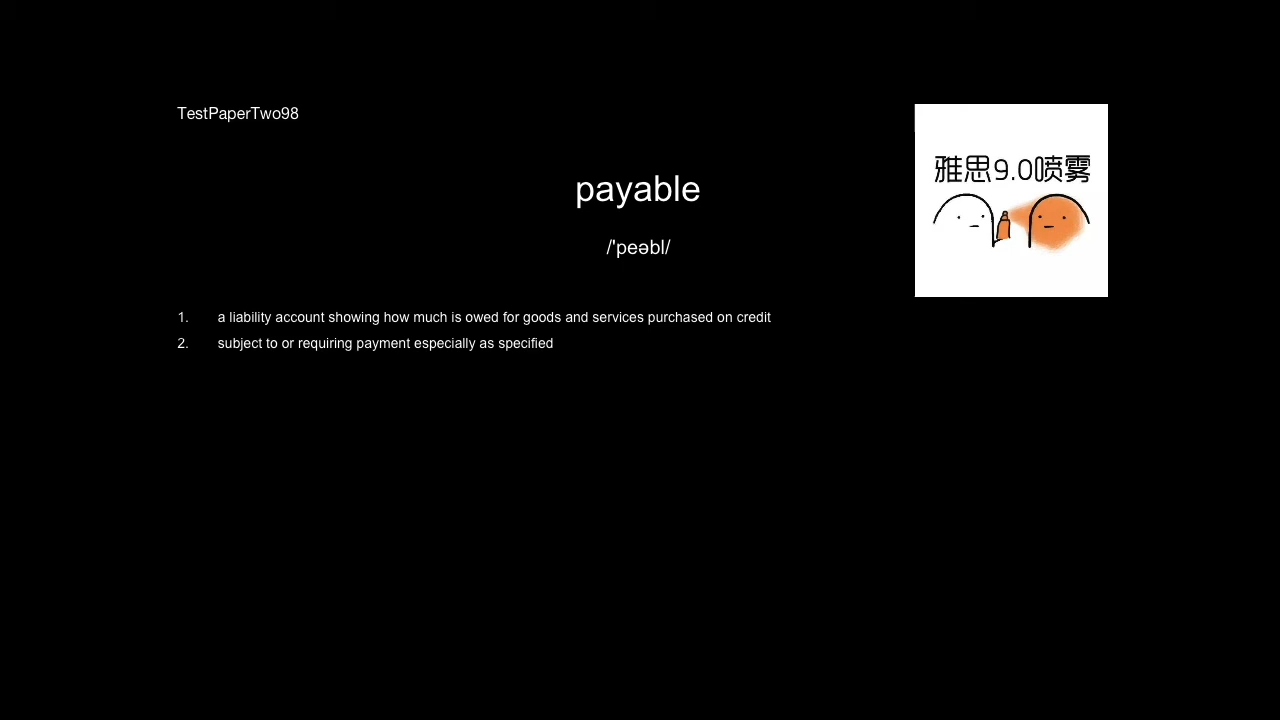 TestPaperTwo98
雅思9.0喷雾
payable
/'peəbl/
1. a liability account showing how much is owed for goods and services purchased on credit
2. subject to or requiring payment especially as specified